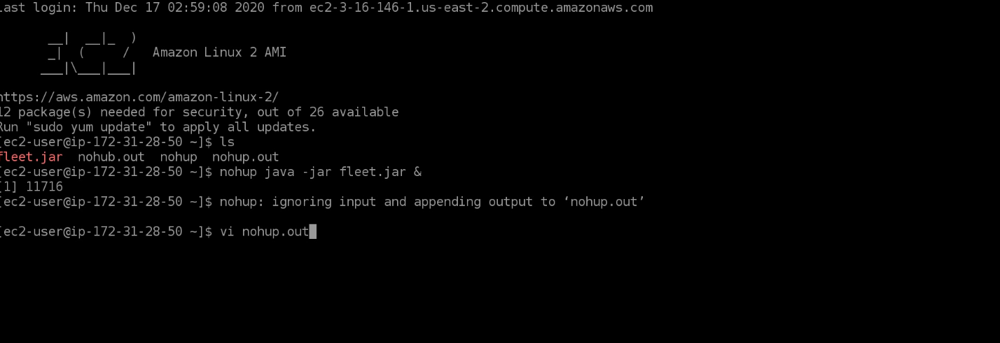 Last login: Thu Dec 17 02:59:08 2020 from ec2-3-16-146-1.us-east-2.compute.amazonaws.com
       __|  __|_  )
       _|  (     /   Amazon Linux 2 AMI
      ___|\___|___|
https://aws.amazon.com/amazon-linux-2/
12 package(s) needed for security, out of 26 available
Run "sudo yum update" to apply all updates.
[ec2-user@ip-172-31-28-50 ~]$ ls
fleet.jar  nohub.out  nohup  nohup.out
[ec2-user@ip-172-31-28-50 ~]$ nohup java -jar fleet.jar &
[1] 11716
[ec2-user@ip-172-31-28-50 ~]$ nohup: ignoring input and appending output to ‘nohup.out’
[ec2-user@ip-172-31-28-50 ~]$ vi nohup.out